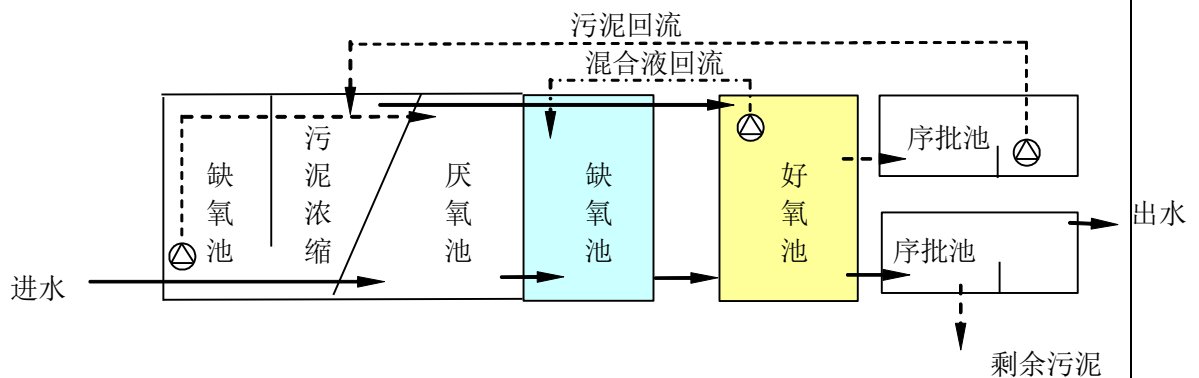 污泥回流
混合液回流
缺氧池
污泥浓缩
厌氧池
缺氧池
好氧池
序批池
序批池
进水
出水
剩余污泥